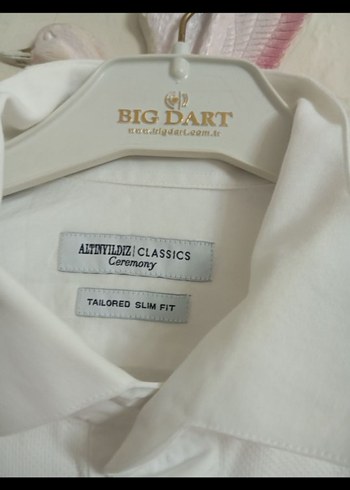 BIG DART
www.bigdart.com.tr
ALTINYILDIZ | CLASSICS
Ceremony
TAILORED SLIM FIT